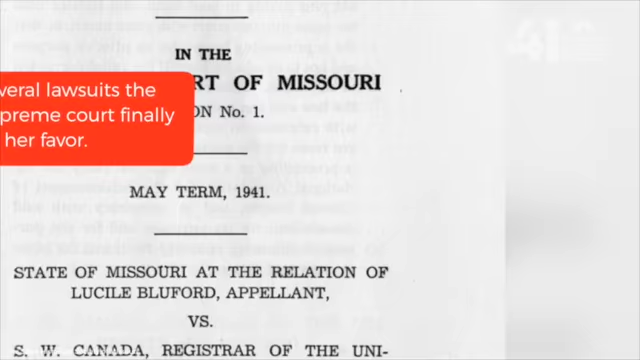 IN THE
RT OF MISSOURI
ON No. 1.
veral lawsuits the
preme court finally
her favor.
MAY TERM, 1941.
STATE OF MISSOURI AT THE RELATION OF
LUCILE BLUFORD, APPELLANT,
VS.
S. W. CANADA, REGISTRAR OF THE UNI-
41